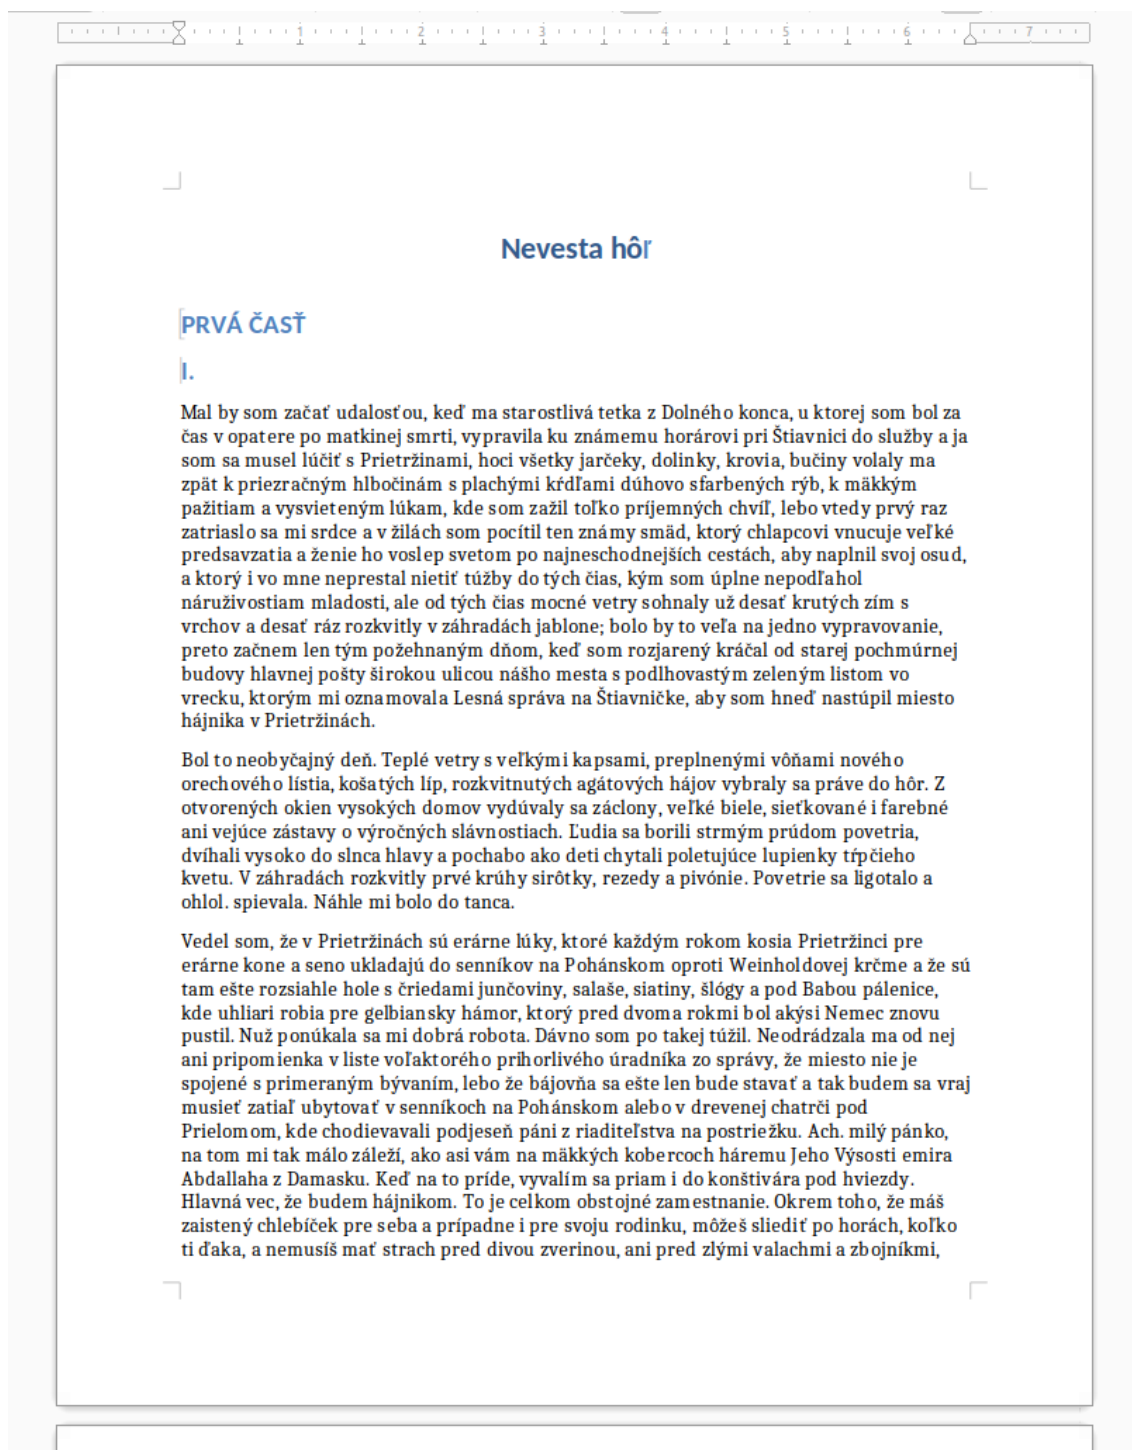 1 2 3 4 5 6 7
Nevesta hôľ
PRVÁ ČASŤ
I.
Mal by som začať udalosťou, keď ma starostlivá tetka z Dolného konca, u ktorej som bol za
čas v opatere po matkinej smrti, vypravila ku známemu horárovi pri Štiavnici do služby a ja
som sa musel lúčiť s Prietržinami, hoci všetky jarčeky, dolinky, krovia, bučiny volaly ma
zpät k priezračným hlbočinám s plachými kŕdľami dúhovo sfarbených rýb, k mäkkým
pažitiam a vysvieteným lúkam, kde som zažil toľko príjemných chvíľ, lebo vtedy prvý raz
zatriaslo sa mi srdce a v žilách som pocítil ten známy smäd, ktorý chlapcovi vnucuje veľké
predsavzatia a ženie ho voslep svetom po najneschodnejších cestách, aby naplnil svoj osud,
a ktorý i vo mne neprestal nietiť túžby do tých čias, kým som úplne nepodľahol
náruživostiam mladosti, ale od tých čias mocné vetry sohnaly už desať krutých zím s
vrchov a desať ráz rozkvitly v záhradách jablone; bolo by to veľa na jedno vypravovanie,
preto začnem len tým požehnaným dňom, keď som rozjarený kráčal od starej pochmúrnej
budovy hlavnej pošty širokou ulicou nášho mesta s podlhovastým zeleným listom vo
vrecku, ktorým mi oznamovala Lesná správa na Štiavničke, aby som hneď nastúpil miesto
hájnika v Prietržinách.
Bol to neobyčajný deň. Teplé vetry s veľkými kapsami, preplnenými vôňami nového
orechového lístia, košatých líp, rozkvitnutých agátových hájov vybraly sa práve do hôr. Z
otvorených okien vysokých domov vydúvaly sa záclony, veľké biele, sieťkované i farebné
ani vejúce zástavy o výročných slávnostiach. Ľudia sa borili strmým prúdom povetria,
dvíhali vysoko do slnca hlavy a pochabo ako deti chytali poletujúce lupienky tŕpčieho
kvetu. V záhradách rozkvitly prvé krúhy sirôtky, rezedy a pivónie. Povetrie sa ligotalo a
ohlol. spievala. Náhle mi bolo do tanca.
Vedel som, že v Prietržinách sú erárne lúky, ktoré každým rokom kosia Prietržinci pre
erárne kone a seno ukladajú do senníkov na Pohánskom oproti Weinholdovej krčme a že sú
tam ešte rozsiahle hole s čriedami junčoviny, salaše, siatiny, šlógy a pod Babou pálenice,
kde uhliari robia pre gelbiansky hámor, ktorý pred dvoma rokmi bol akýsi Nemec znovu
pustil. Nuž ponúkala sa mi dobrá robota. Dávno som po takej túžil. Neodrádzala ma od nej
ani pripomienka v liste voľaktorého prihorlivého úradníka zo správy, že miesto nie je
spojené s primeraným bývaním, lebo že bájovňa sa ešte len bude stavať a tak budem sa vraj
musieť zatiaľ ubytovať v senníkoch na Pohánskom alebo v drevenej chatrči pod
Prielomom, kde chodievavali podjeseň páni z riaditeľstva na postriežku. Ach. milý pánko,
na tom mi tak málo záleží, ako asi vám na mäkkých kobercoch háremu Jeho Výsosti emira
Abdallaha z Damasku. Keď na to príde, vyvalím sa priam i do konštivára pod hviezdy.
Hlavná vec, že budem hájnikom. To je celkom obstojné zamestnanie. Okrem toho, že máš
zaistený chlebíček pre seba a prípadne i pre svoju rodinku, môžeš sliediť po horách, koľko
ti ďaka, a nemusíš mať strach pred divou zverinou, ani pred zlými valachmi a zbojníkmi,